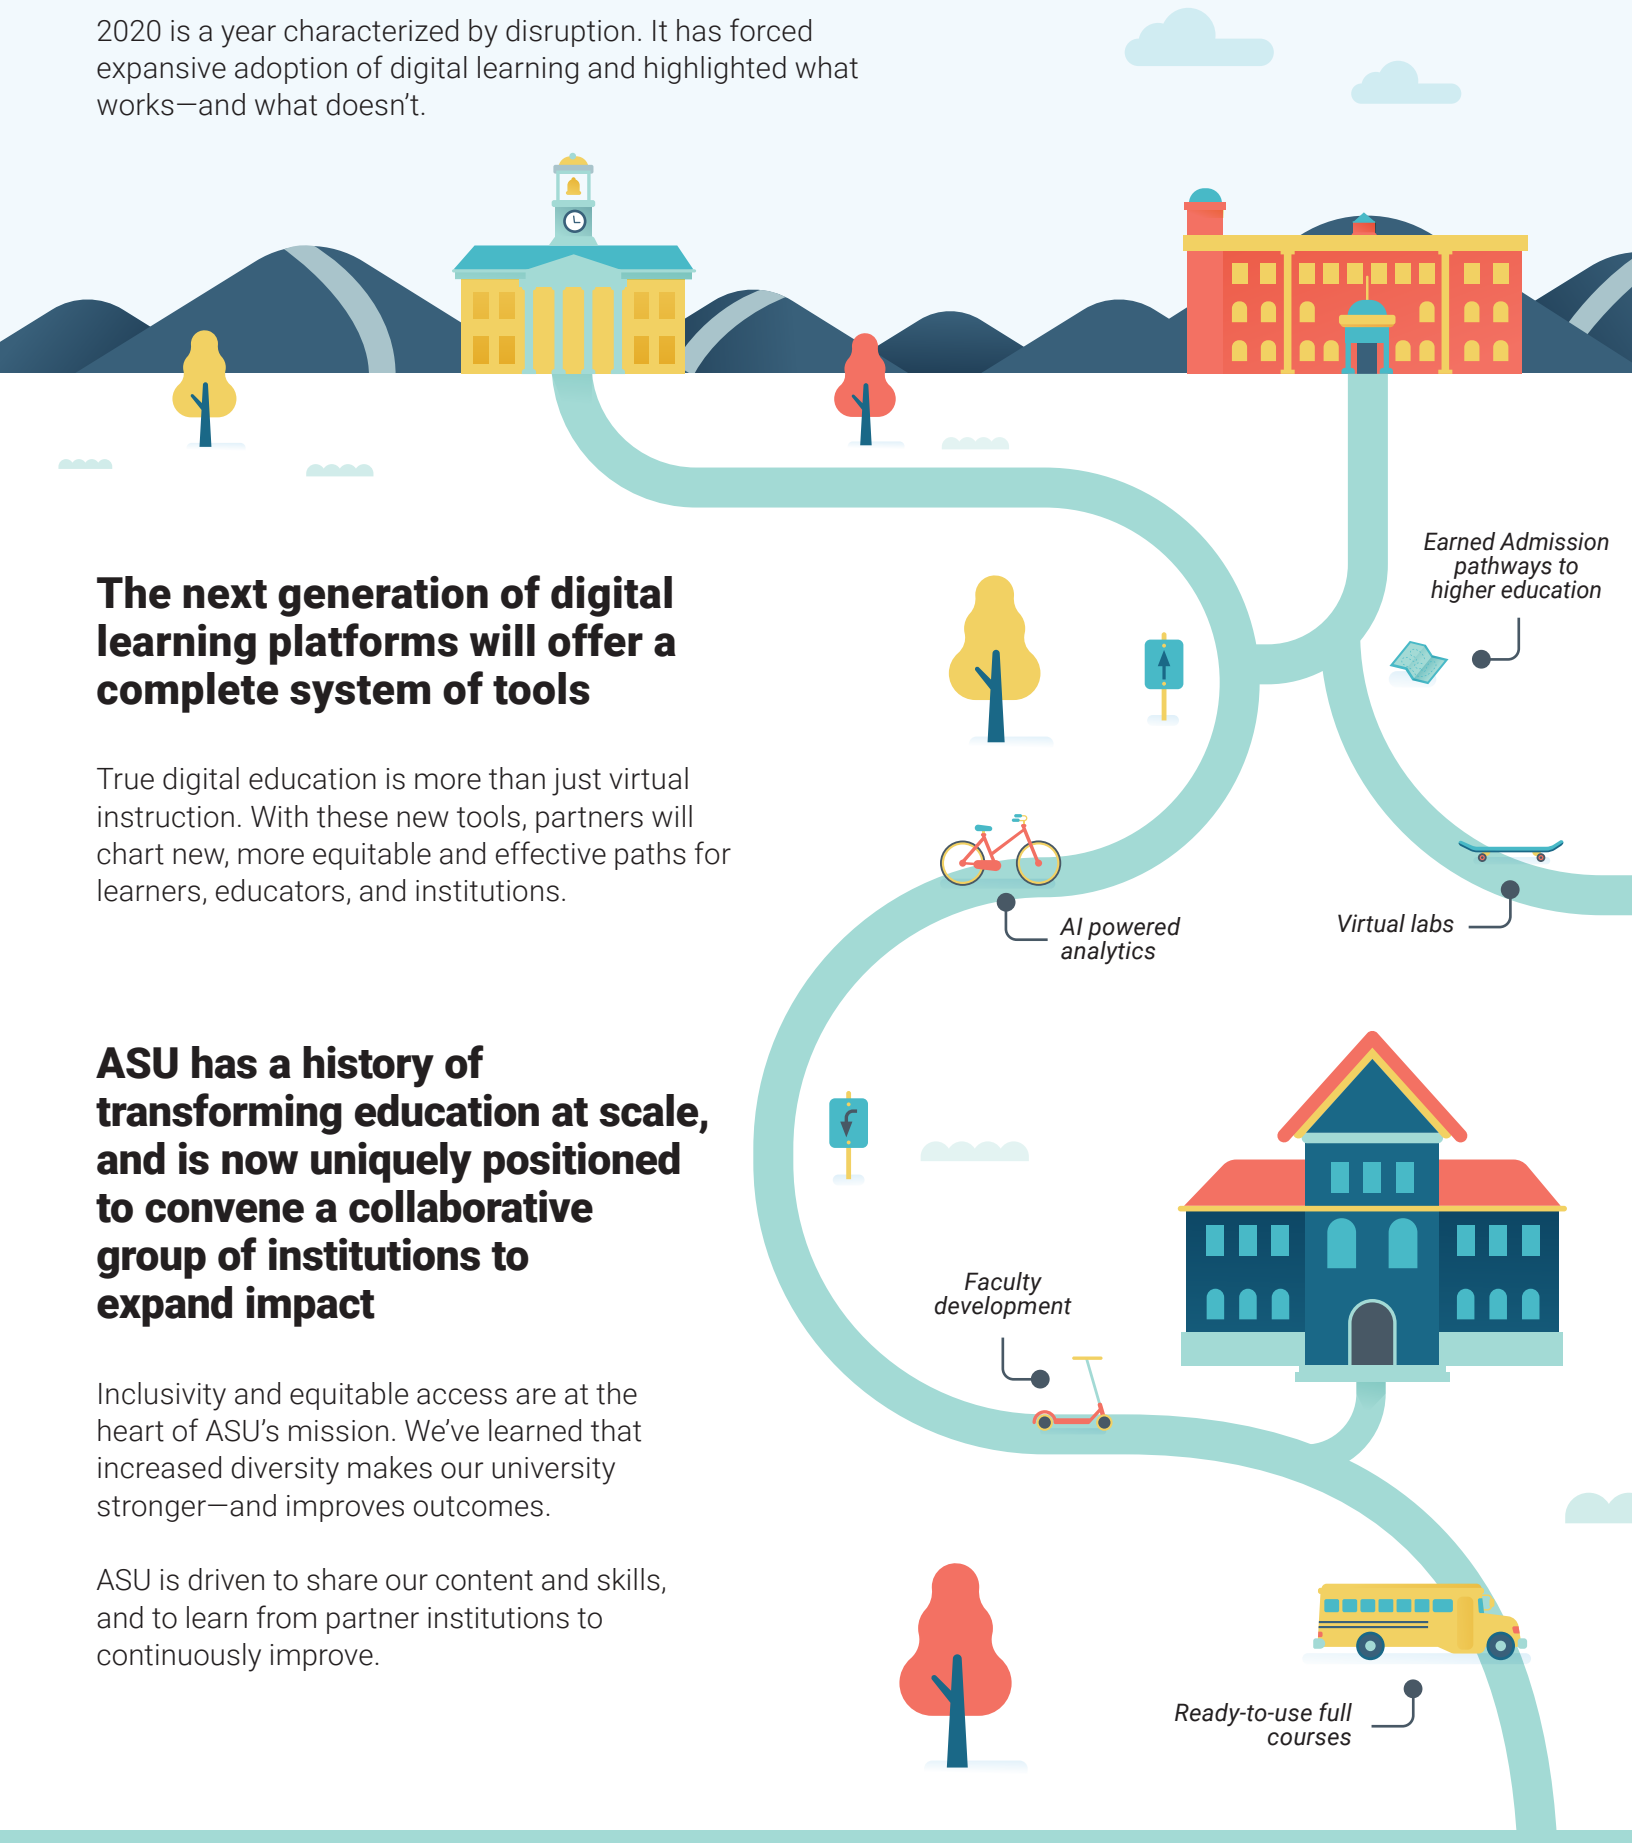 2020 is a year characterized by disruption. It has forced
expansive adoption of digital learning and highlighted what
works—and what doesn’t.
The next generation of digital
learning platforms will offer a
complete system of tools
True digital education is more than just virtual
instruction. With these new tools, partners will
chart new, more equitable and effective paths for
learners, educators, and institutions.
Earned Admission
pathways to
higher education
AI powered
analytics
Virtual labs
ASU has a history of
transforming education at scale,
and is now uniquely positioned
to convene a collaborative
group of institutions to
expand impact
Inclusivity and equitable access are at the
heart of ASU’s mission. We’ve learned that
increased diversity makes our university
stronger—and improves outcomes.
ASU is driven to share our content and skills,
and to learn from partner institutions to
continuously improve.
Faculty
development
Ready-to-use full
courses